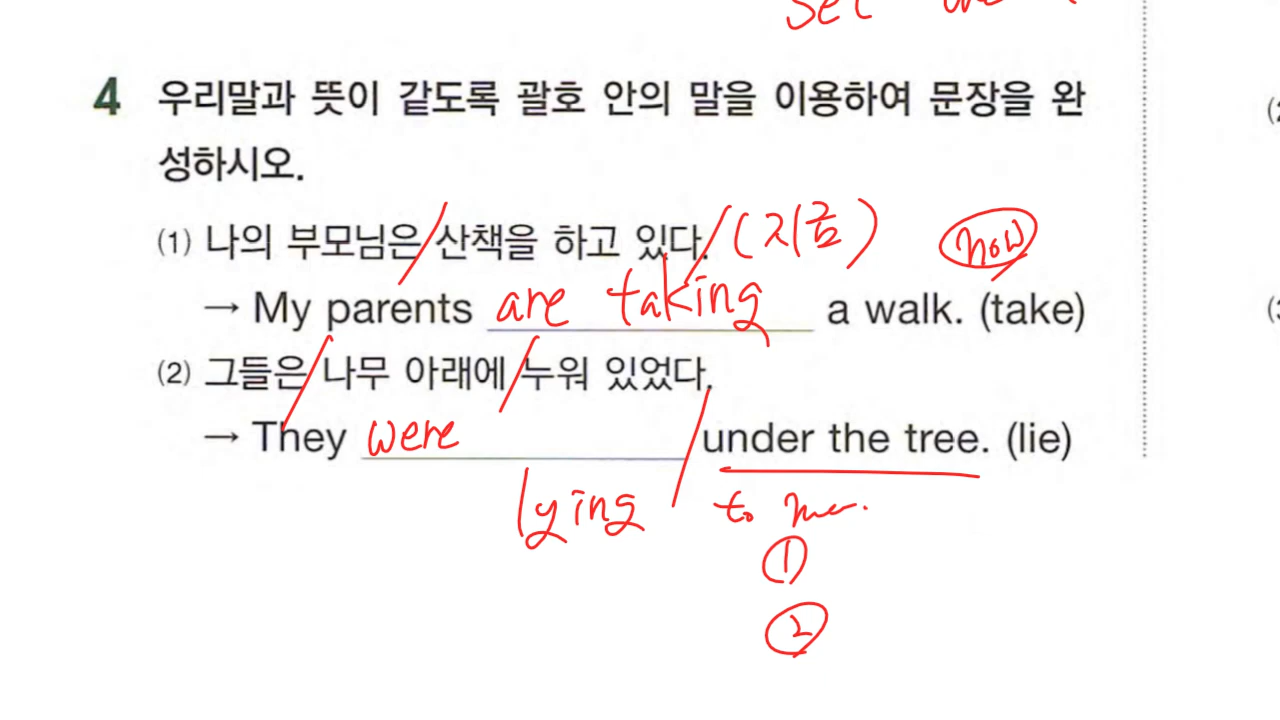 4 우리말과 뜻이 같도록 괄호 안의 말을 이용하여 문장을 완
성하시오.
(1) 나의 부모님은/산책을 하고 있다./(지금) now
→ My parents are taking a walk. (take)
(2) 그들은/나무 아래에/누워 있었다.
→ They were / under the tree. (lie)
lying to me.
①
②